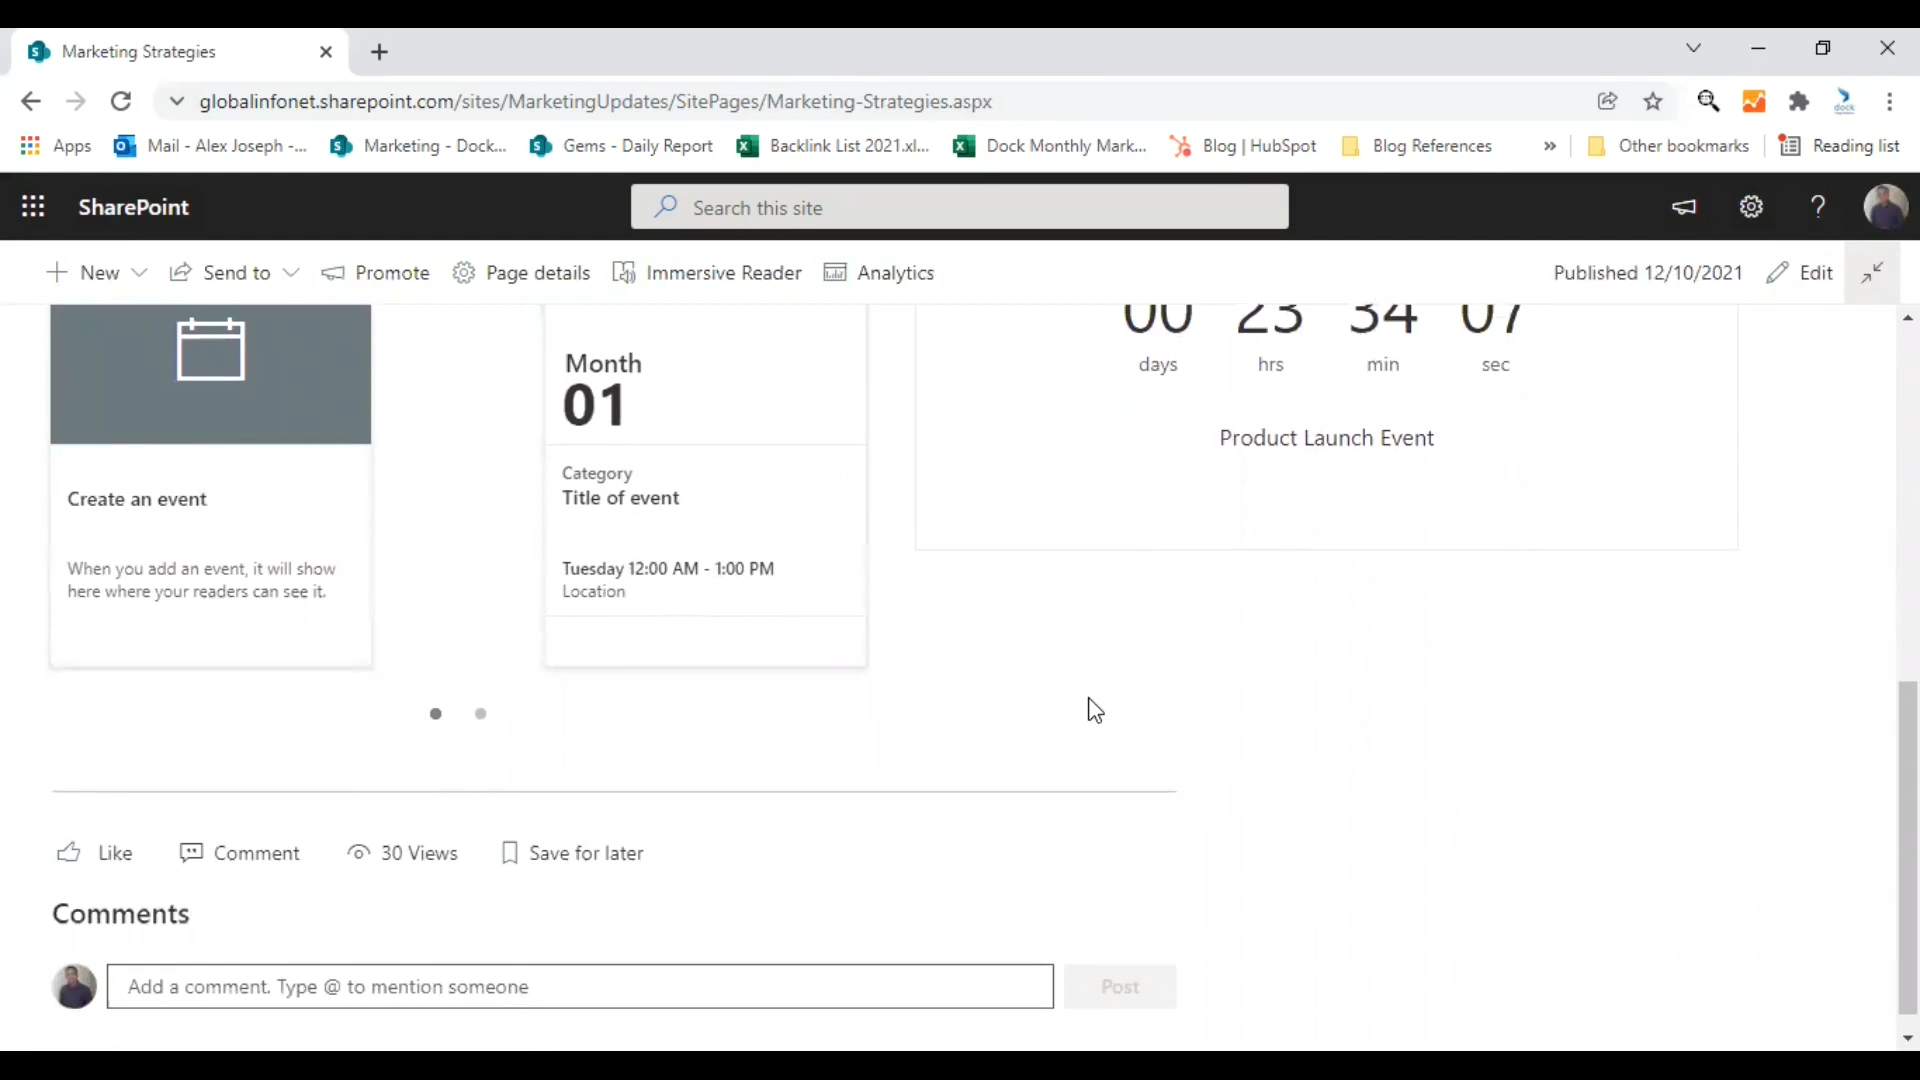 Marketing Strategies
globalinfonet.sharepoint.com/sites/MarketingUpdates/SitePages/Marketing-Strategies.aspx
dock
Apps Mail - Alex Joseph -... Marketing - Dock... Gems - Daily Report Backlink List 2021.xl... Dock Monthly Mark... Blog | HubSpot Blog References » Other bookmarks Reading list
SharePoint Search this site ?
New Send to Promote Page details Immersive Reader Analytics Published 12/10/2021 Edit
00 23 34 07
days hrs min sec
Product Launch Event
Month
01
Category
Title of event
Tuesday 12:00 AM - 1:00 PM
Location
Create an event
When you add an event, it will show
here where your readers can see it.
Like Comment 30 Views Save for later
Comments
Add a comment. Type @ to mention someone Post